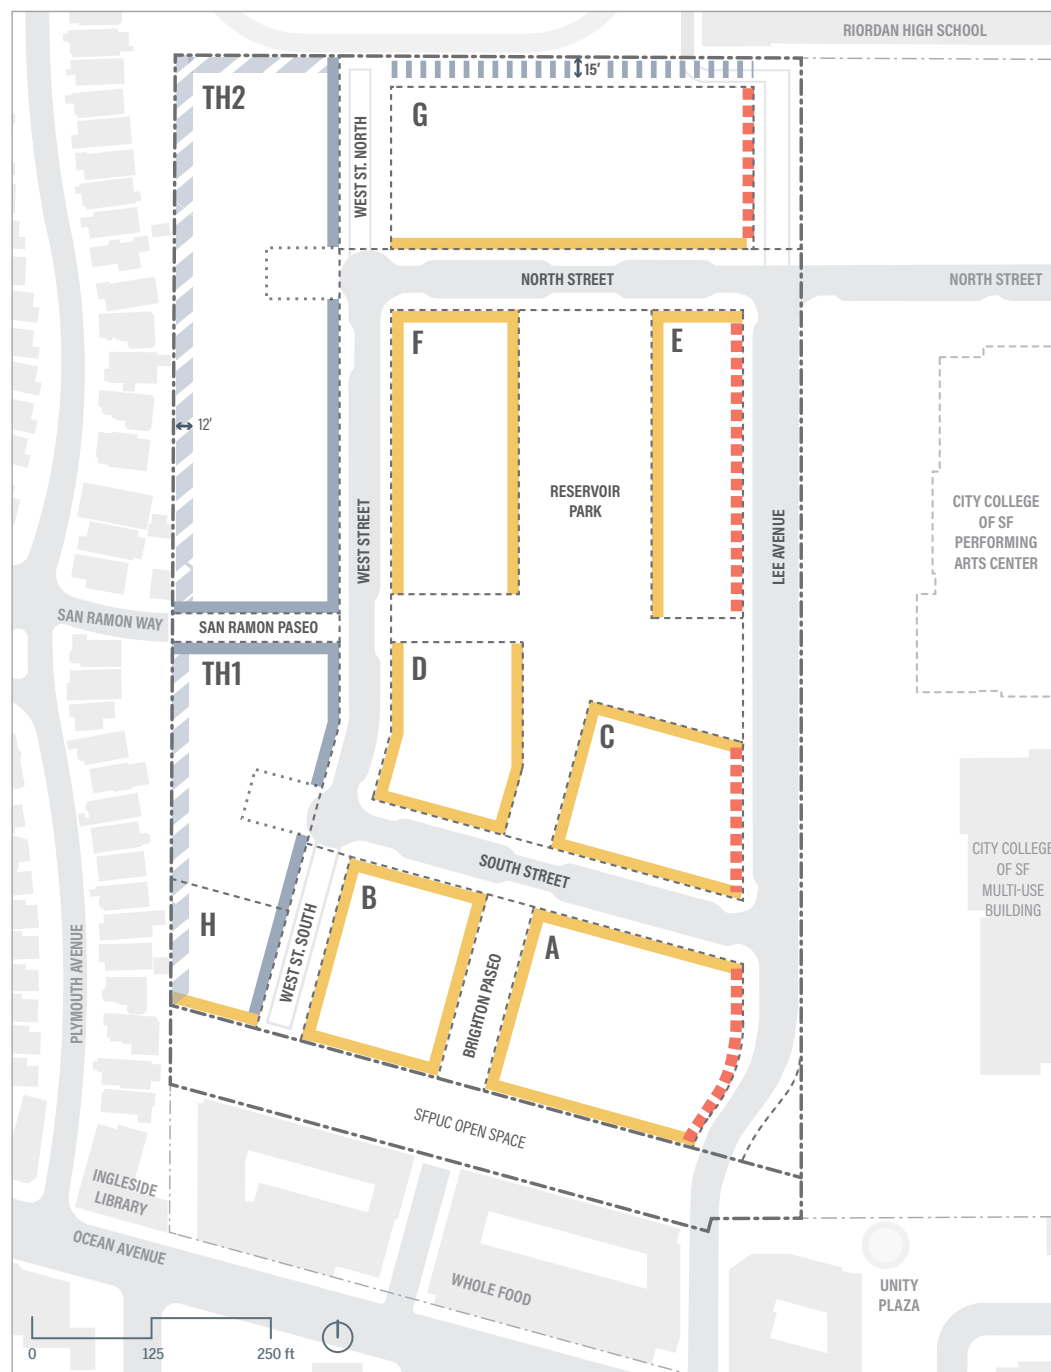 RIORDAN HIGH SCHOOL
15'
TH2
G
WEST ST. NORTH
NORTH STREET
NORTH STREET
F
E
12'
RESERVOIR
PARK
WEST STREET
LEE AVENUE
CITY COLLEGE
OF SF
PERFORMING
ARTS CENTER
SAN RAMON WAY
SAN RAMON PASEO
TH1
D
C
SOUTH STREET
CITY COLLEGE
OF SF
MULTI-USE
BUILDING
B
H
A
WEST ST. SOUTH
BRIGHTON PASEO
PLYMOUTH AVENUE
SFPUC OPEN SPACE
INGLESIDE
LIBRARY
OCEAN AVENUE
WHOLE FOOD
UNITY
PLAZA
0
125
250 ft